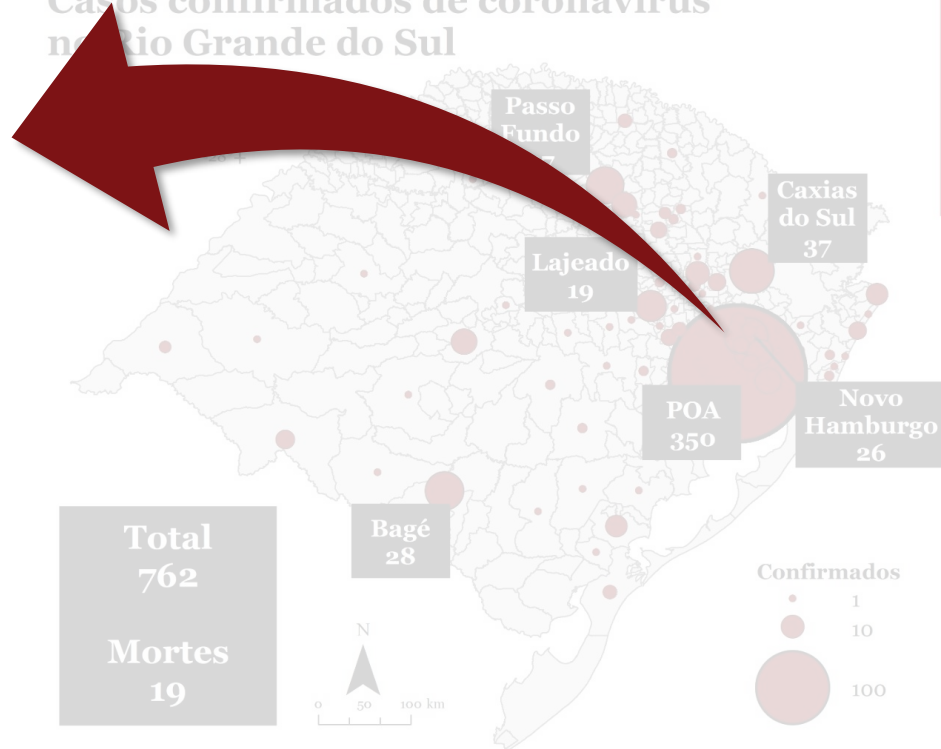 Casos confirmados de coronavírus
Rio Grande do Sul
Passo
Fundo
Caxias
do Sul
37
Lajeado
19
POA
350
Novo
Hamburgo
26
Bagé
28
Total
762
Mortes
19
N
0 50 100 km
Confirmados
1
10
100